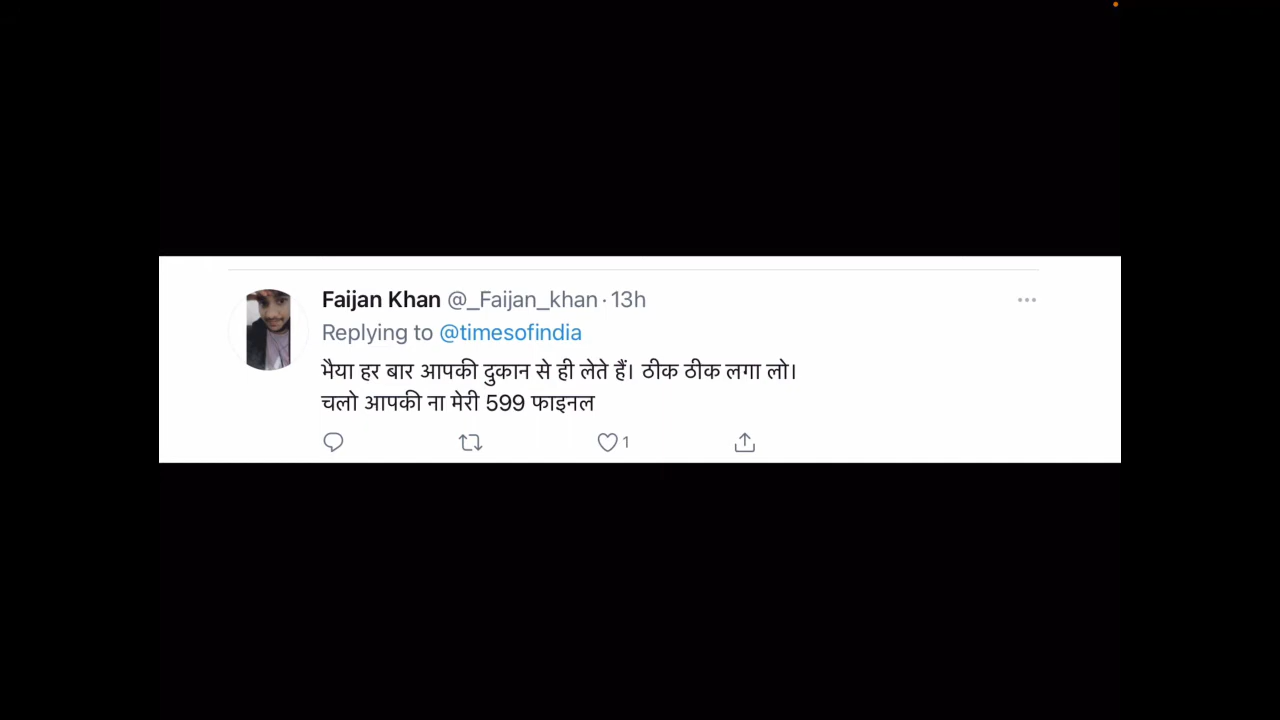 Faijan Khan @_Faijan_khan · 13h
Replying to @timesofindia
भैया हर बार आपकी दुकान से ही लेते हैं। ठीक ठीक लगा लो।
चलो आपकी ना मेरी 599 फाइनल
1